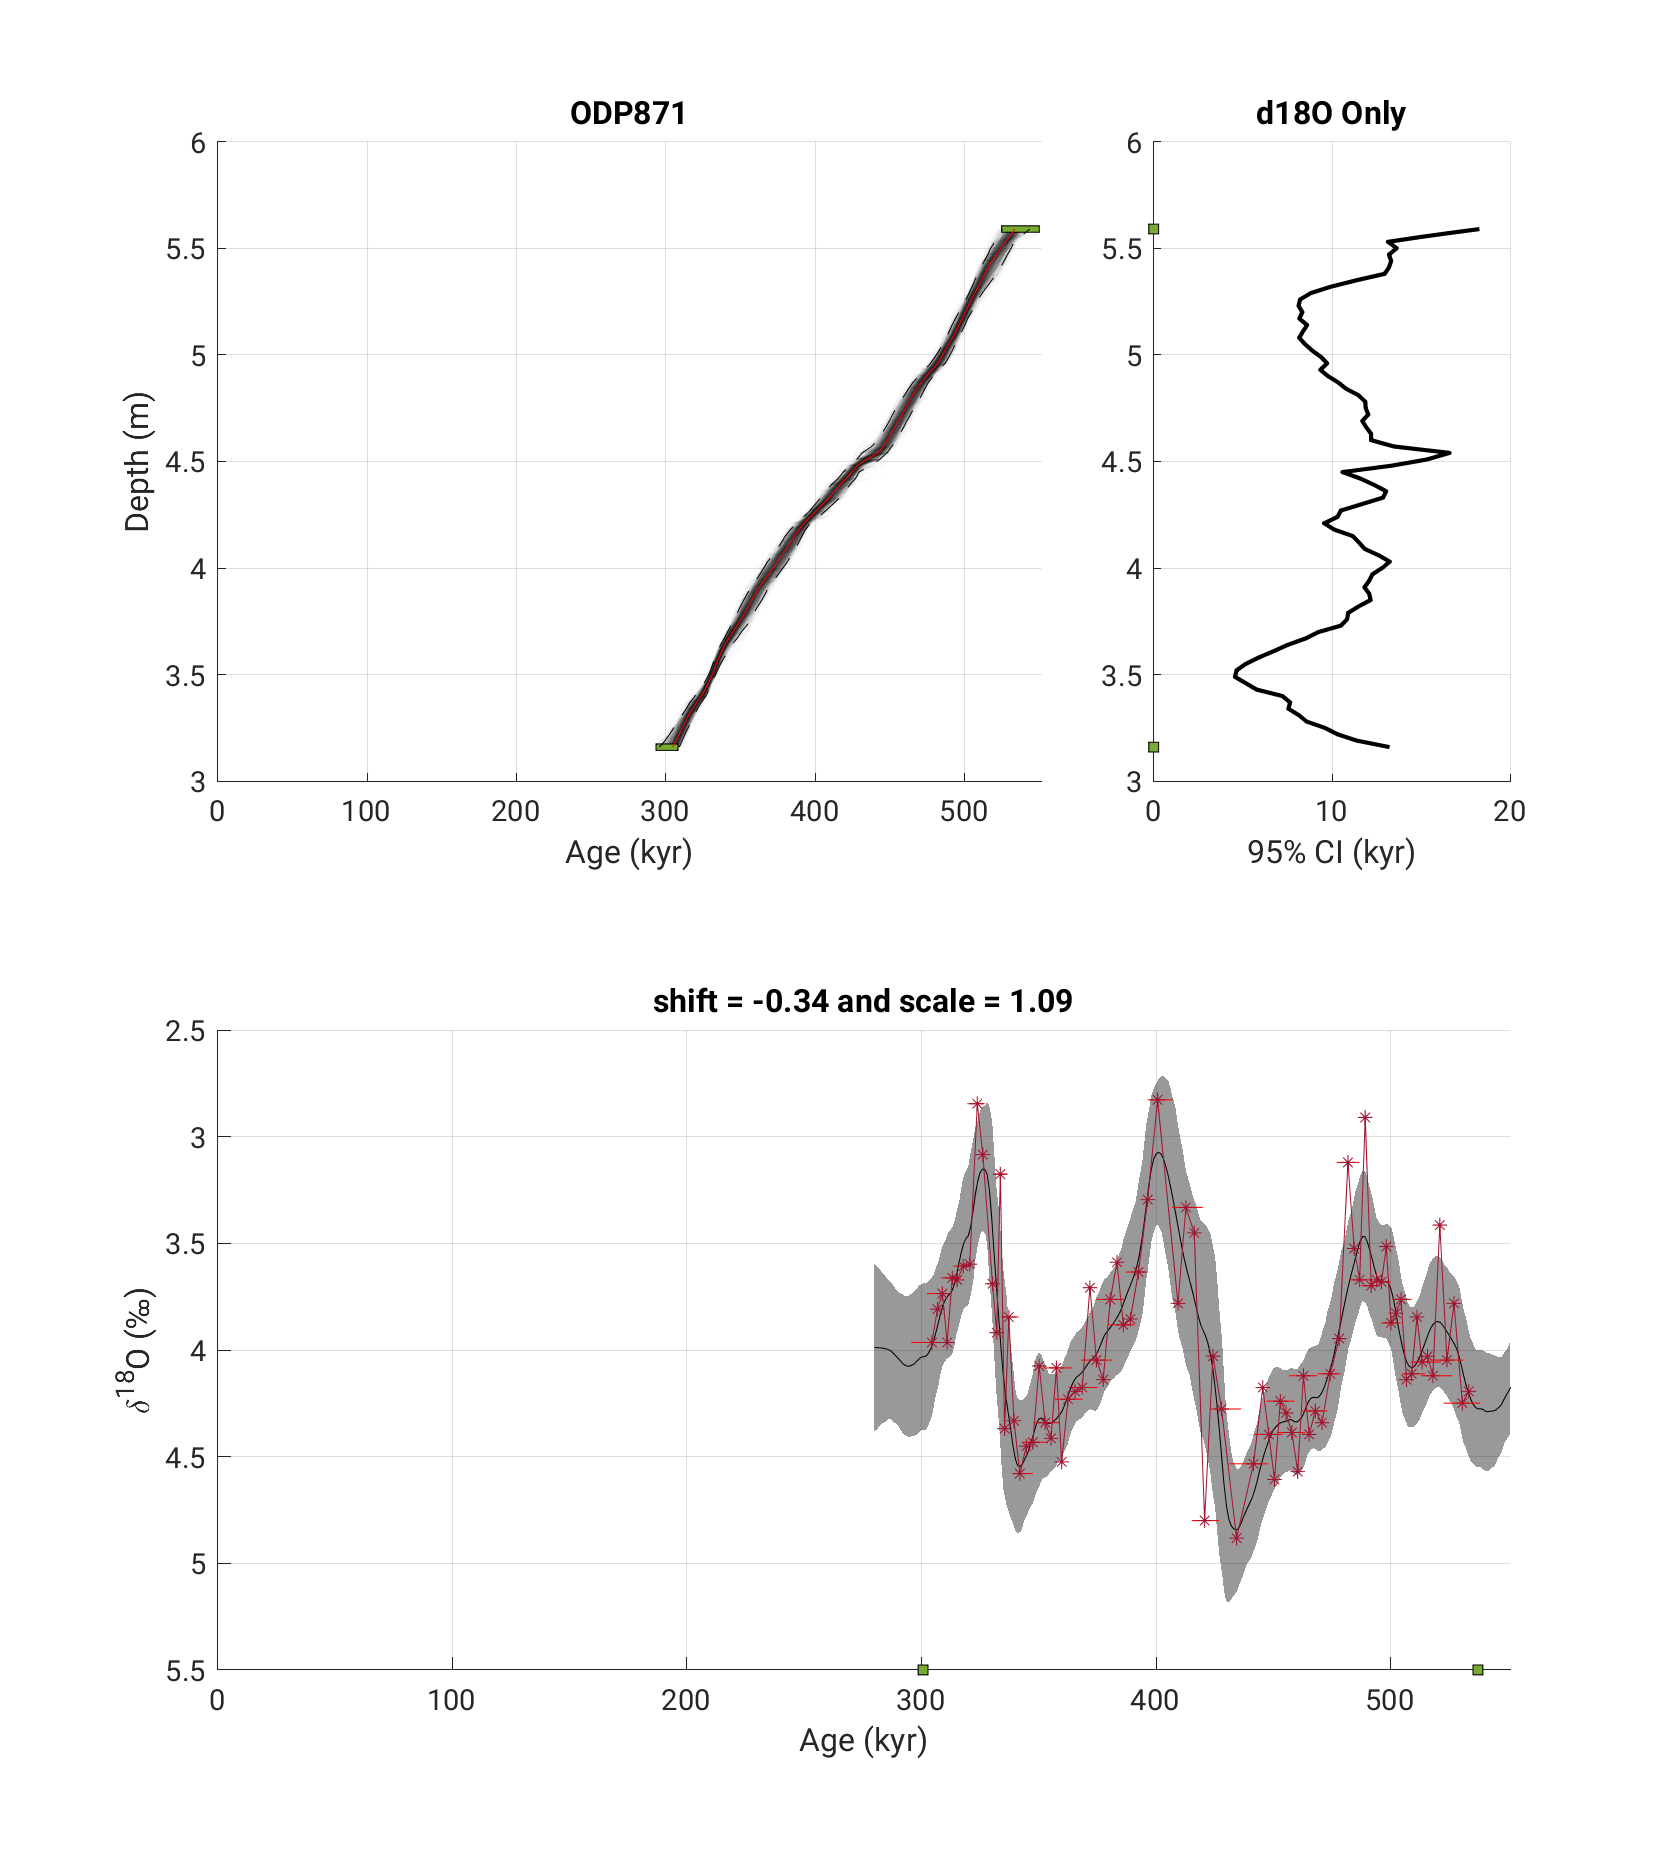 ODP871
6
5.5
5
4.5
4
3.5
3
Depth (m)
0 100 200 300 400 500
Age (kyr)
d18O Only
6
5.5
5
4.5
4
3.5
3
0 10 20
95% CI (kyr)
shift = -0.34 and scale = 1.09
2.5
3
3.5
4
4.5
5
5.5
δ18O (‰)
0 100 200 300 400 500
Age (kyr)